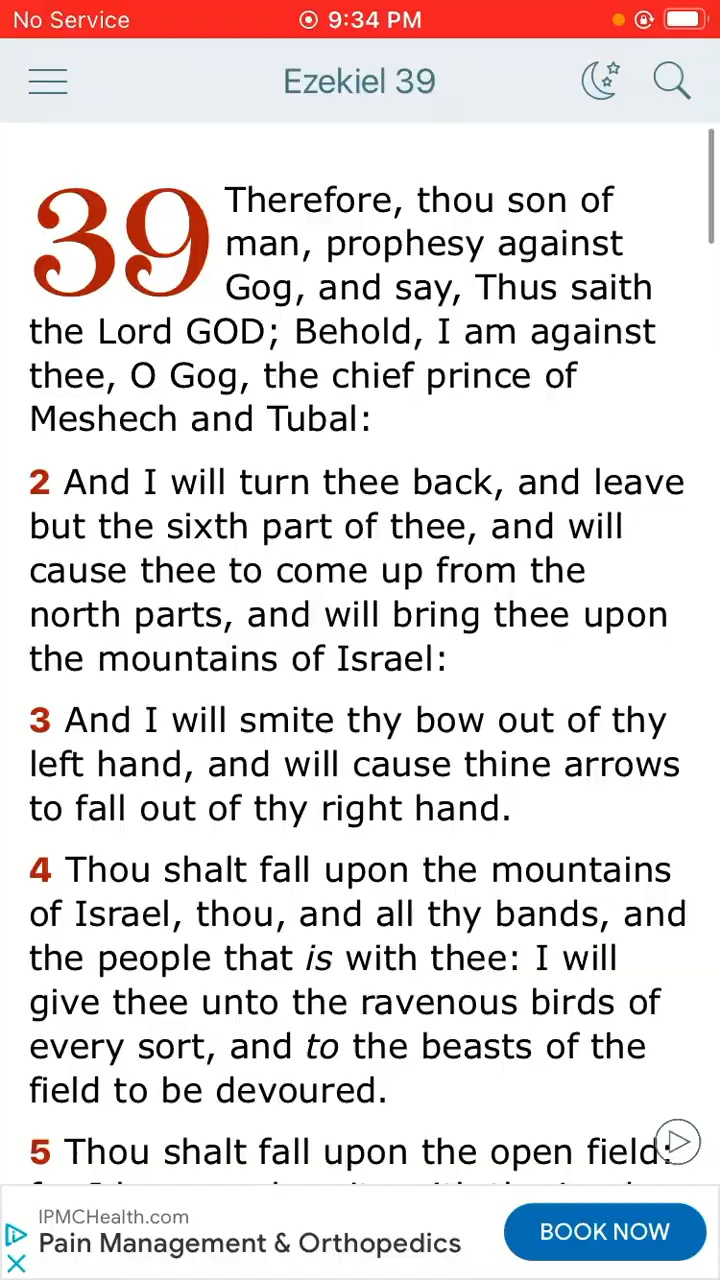 No Service
9:34 PM
Ezekiel 39
39 Therefore, thou son of
man, prophesy against
Gog, and say, Thus saith
the Lord GOD; Behold, I am against
thee, O Gog, the chief prince of
Meshech and Tubal:
2 And I will turn thee back, and leave
but the sixth part of thee, and will
cause thee to come up from the
north parts, and will bring thee upon
the mountains of Israel:
3 And I will smite thy bow out of thy
left hand, and will cause thine arrows
to fall out of thy right hand.
4 Thou shalt fall upon the mountains
of Israel, thou, and all thy bands, and
the people that is with thee: I will
give thee unto the ravenous birds of
every sort, and to the beasts of the
field to be devoured.
5 Thou shalt fall upon the open field:
IPMCHealth.com
Pain Management & Orthopedics
BOOK NOW